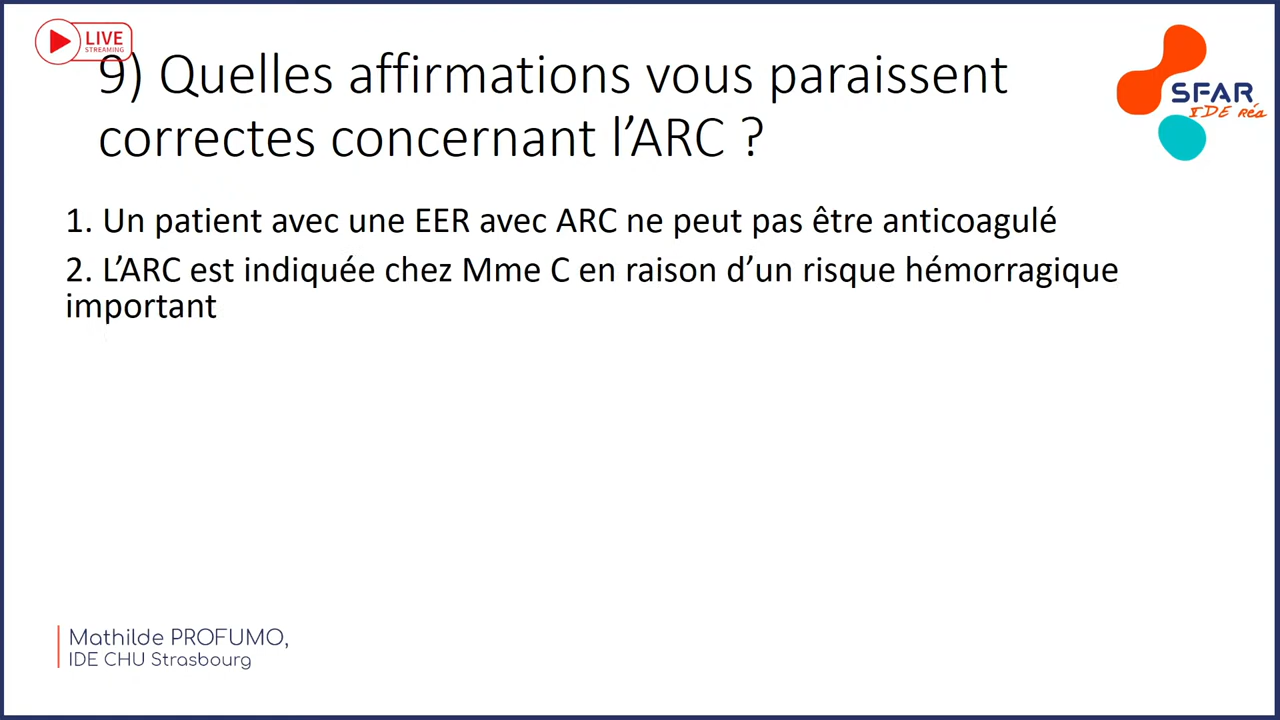 LIVE
STREAMING
9) Quelles affirmations vous paraissent
correctes concernant l’ARC ?
SFAR
IDE Réa
1. Un patient avec une EER avec ARC ne peut pas être anticoagulé
2. L’ARC est indiquée chez Mme C en raison d’un risque hémorragique
important
Mathilde PROFUMO,
IDE CHU Strasbourg